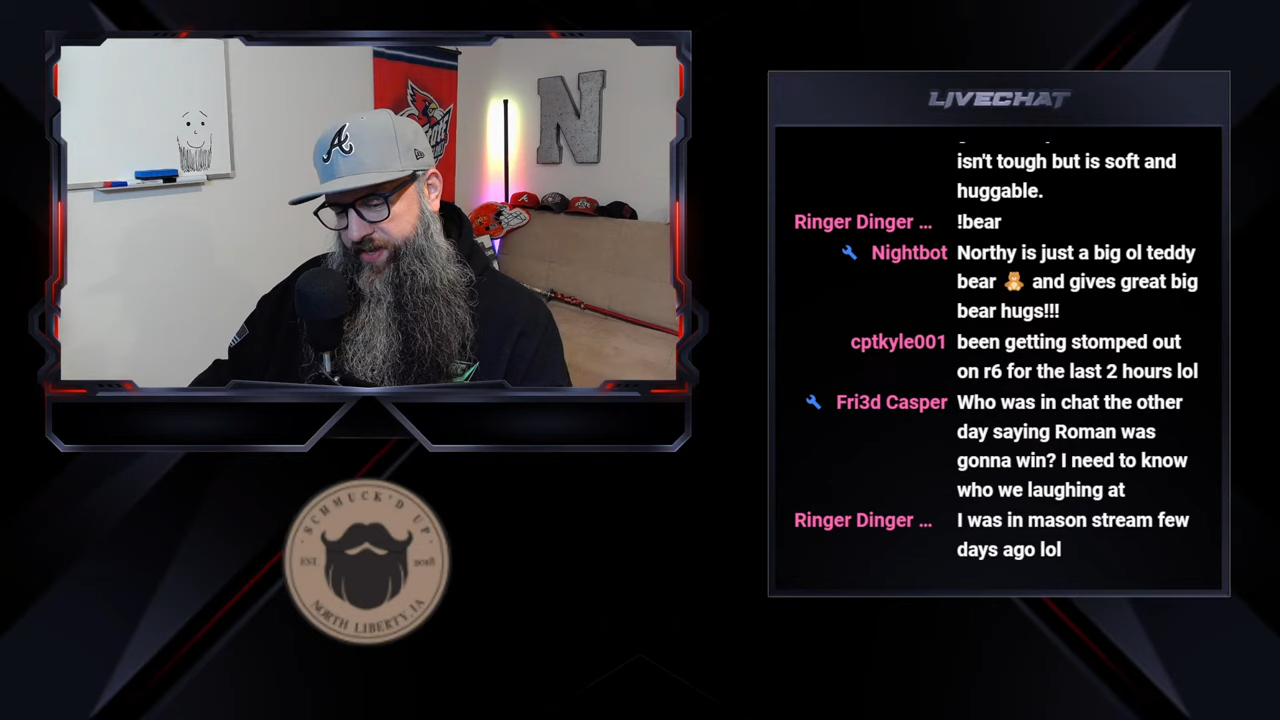 A
N
LIVECHAT
isn't tough but is soft and
huggable.
Ringer Dinger ... !bear
Nightbot Northy is just a big ol teddy
bear 🧸 and gives great big
bear hugs!!!
cptkyle001 been getting stomped out
on r6 for the last 2 hours lol
Fri3d Casper Who was in chat the other
day saying Roman was
gonna win? I need to know
who we laughing at
Ringer Dinger ... I was in mason stream few
days ago lol
SCHMUCK'D UP
EST. 2018
NORTH LIBERTY, IA